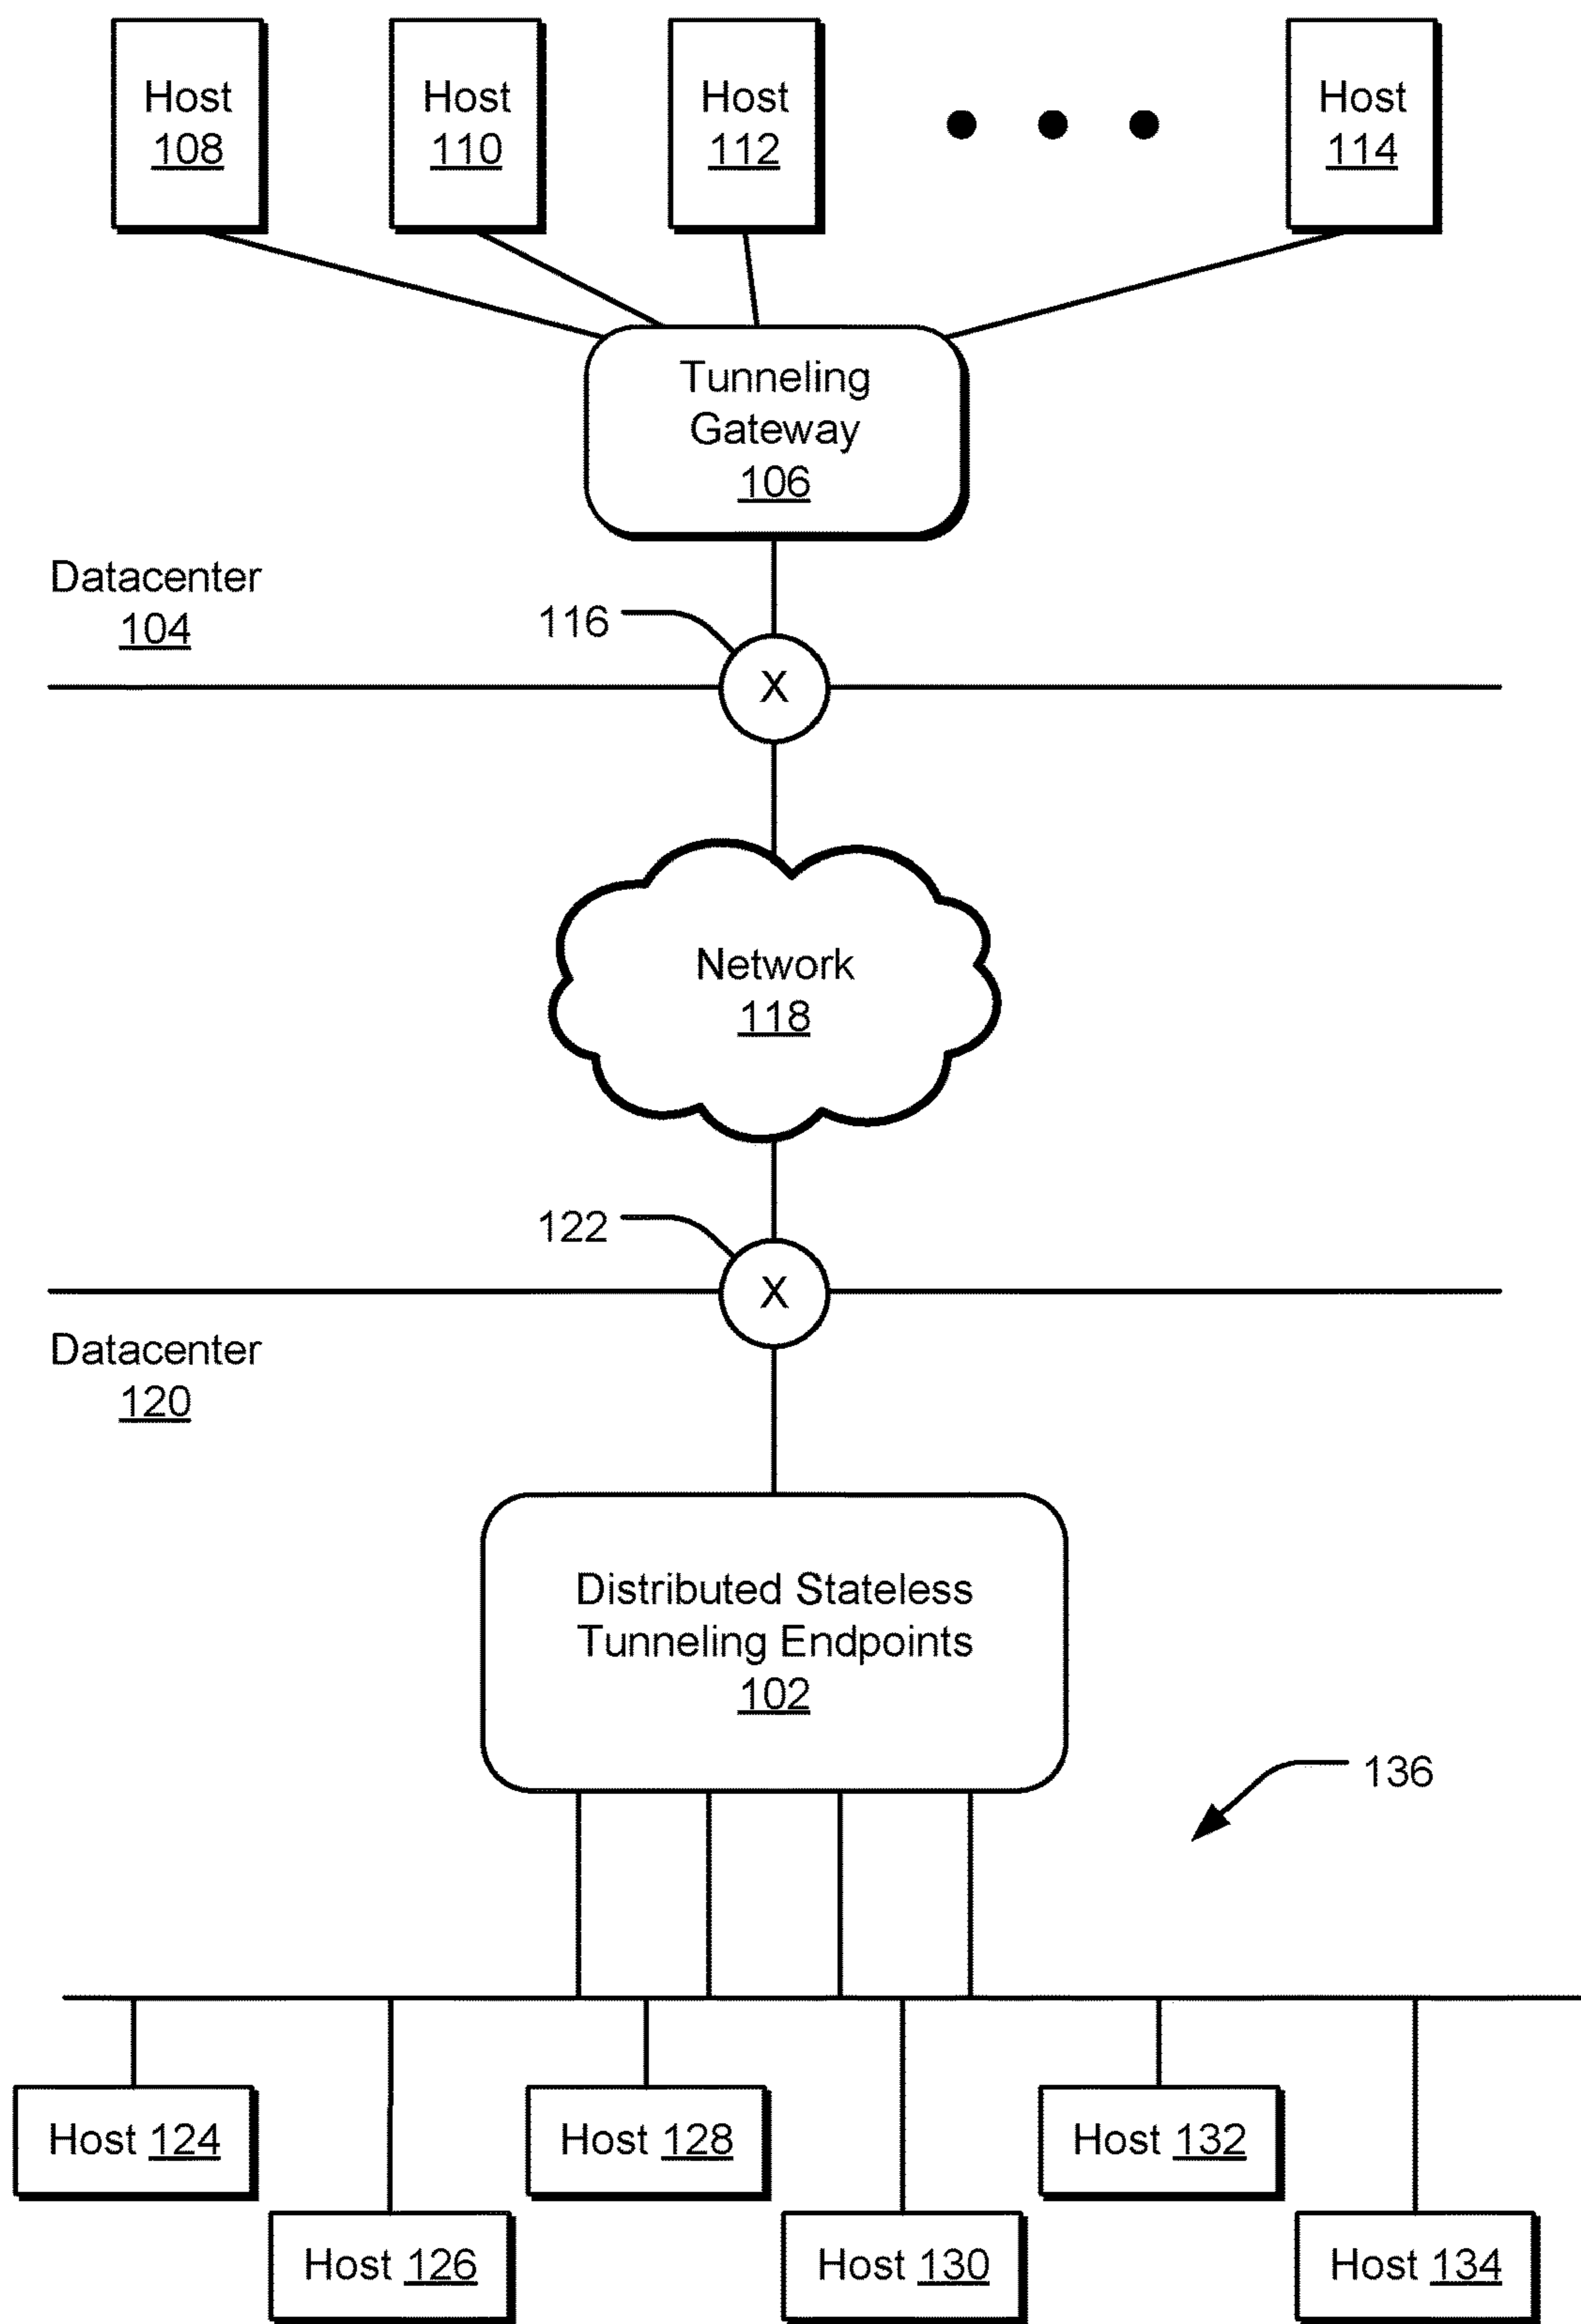 Host
108
Host
110
Host
112
Host
114
Tunneling
Gateway
106
Datacenter
104
116
X
Network
118
122
X
Datacenter
120
Distributed Stateless
Tunneling Endpoints
102
136
Host 124
Host 128
Host 132
Host 126
Host 130
Host 134